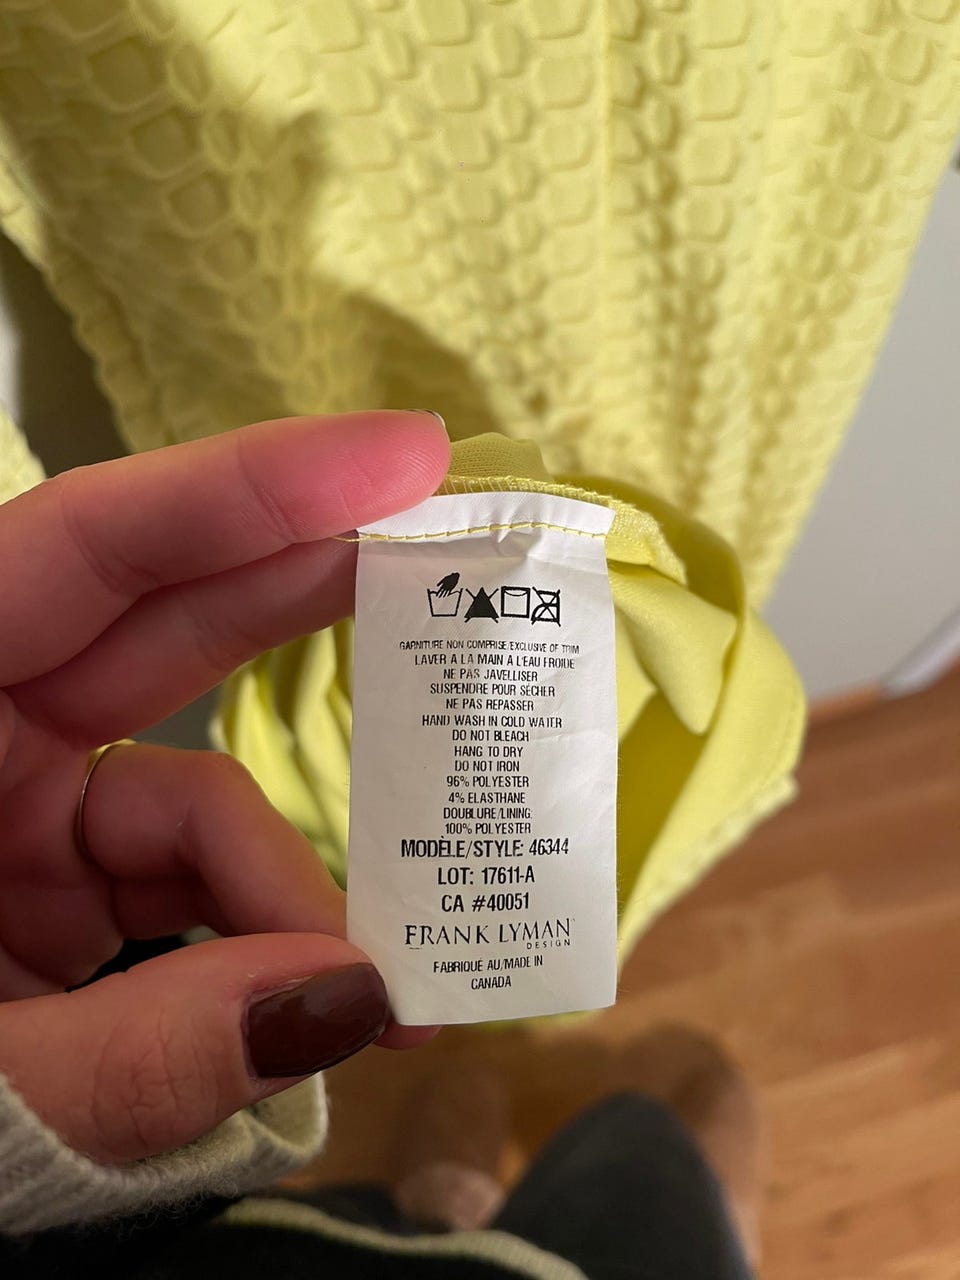 GARNITURE NON COMPRISE/EXCLUSIVE OF TRIM
LAVER A LA MAIN A L'EAU FROIDE
NE PAS JAVELLISER
SUSPENDRE POUR SÉCHER
NE PAS REPASSER
HAND WASH IN COLD WATER
DO NOT BLEACH
HANG TO DRY
DO NOT IRON
96% POLYESTER
4% ELASTHANE
DOUBLURE/LINING.
100% POLYESTER
MODÈLE/STYLE: 46344
LOT: 17611-A
CA #40051
FRANK LYMAN
DESIGN
FABRIQUÉ AU/MADE IN
CANADA